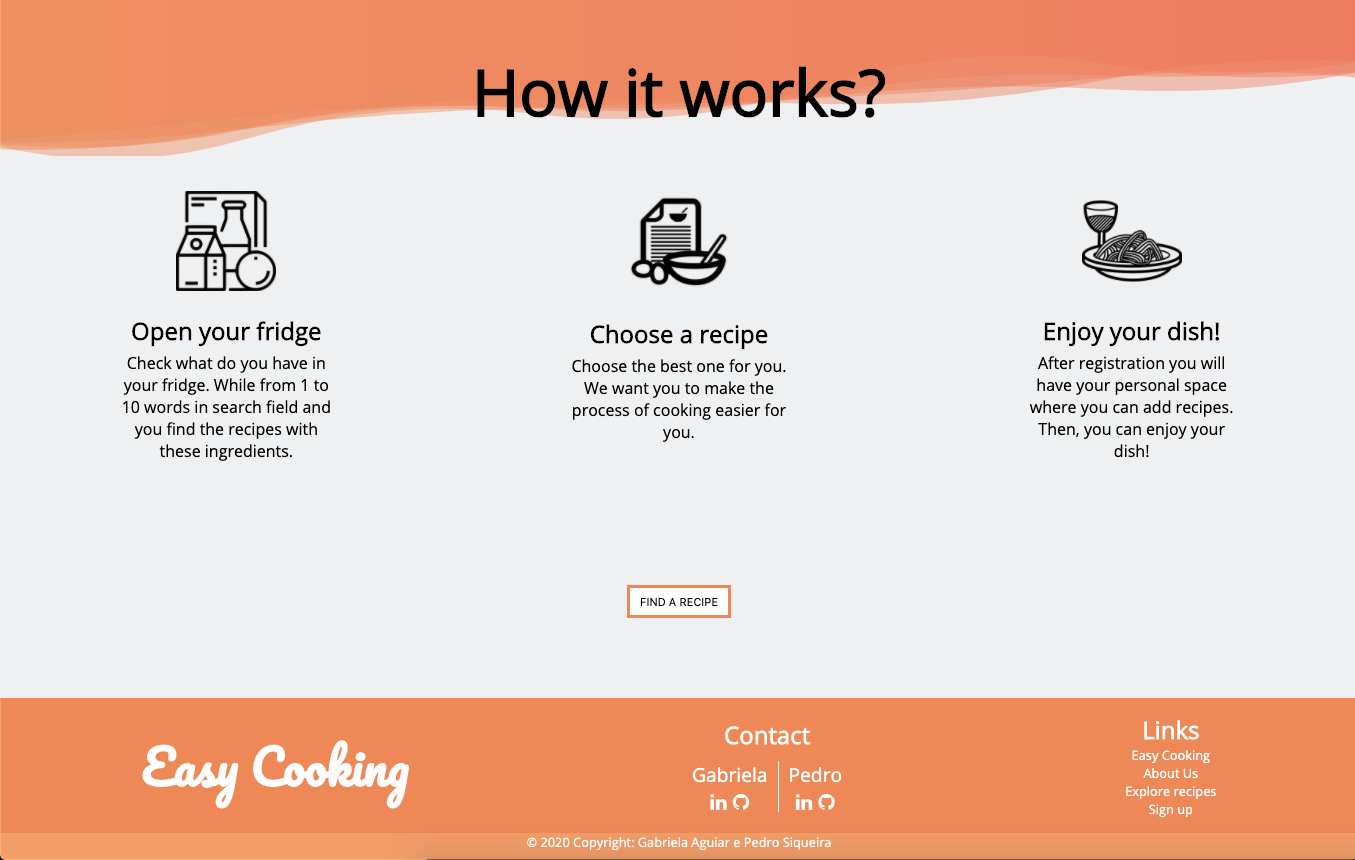 How it works?
Open your fridge
Check what do you have in
your fridge. While from 1 to
10 words in search field and
you find the recipes with
these ingredients.
Choose a recipe
Choose the best one for you.
We want you to make the
process of cooking easier for
you.
Enjoy your dish!
After registration you will
have your personal space
where you can add recipes.
Then, you can enjoy your
dish!
FIND A RECIPE
Easy Cooking
Contact
Gabriela
Pedro
in
in
Links
Easy Cooking
About Us
Explore recipes
Sign up
© 2020 Copyright: Gabriela Aguiar e Pedro Siqueira